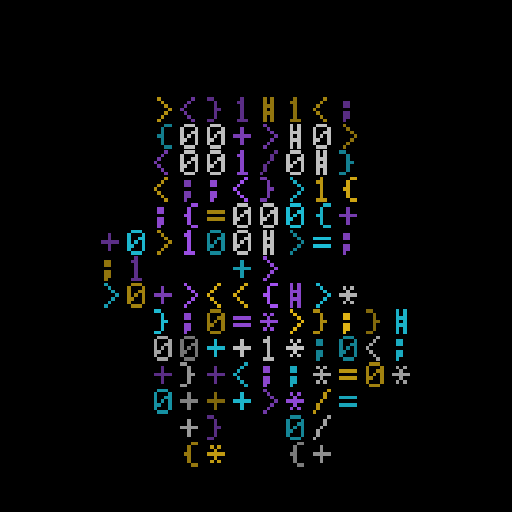 ><}1H1<;
{00+>H0>
<001/0H}
<;;<}>1{
;{=000{+
+0>100H>=;
;1 +>
>0+><<{H>*
};0=*>};}H
00++1*;0<;
+}+<;;*=0*
0+++>*/=
+} 0/
{* {+